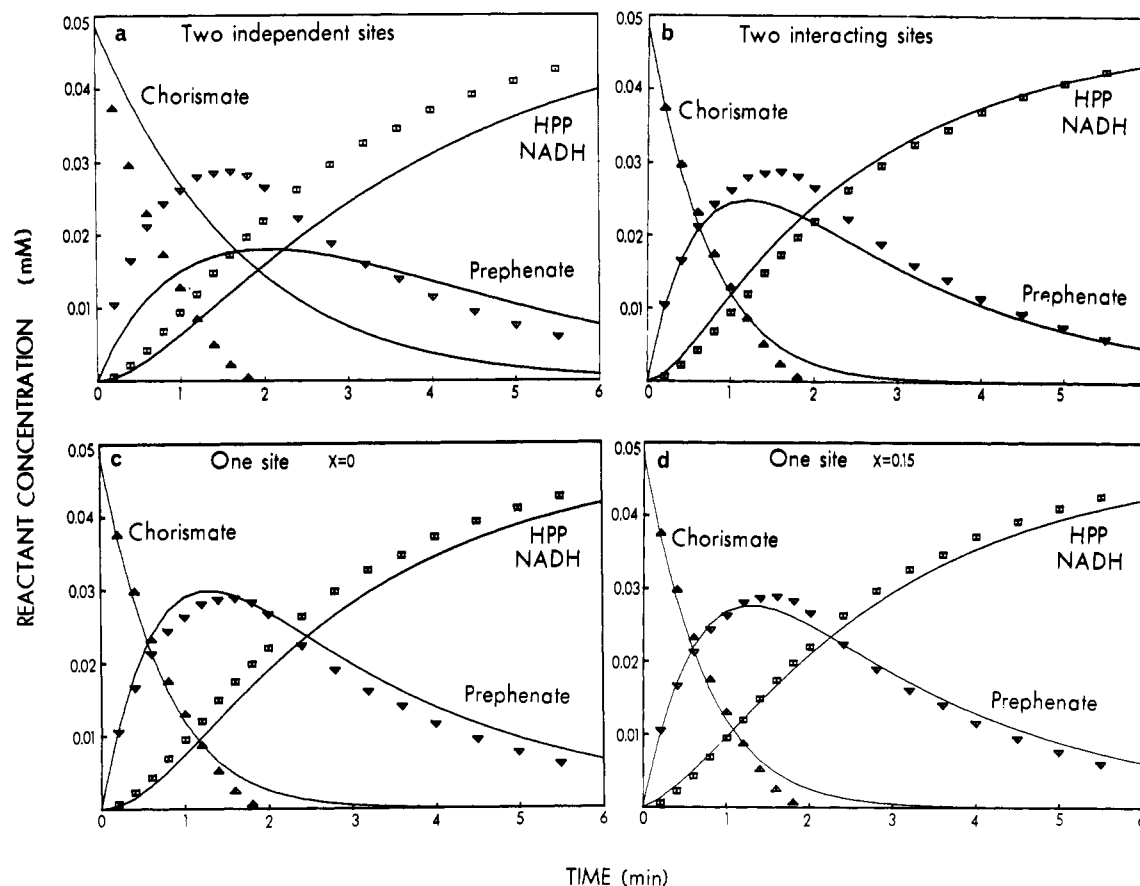 REACTANT CONCENTRATION (mM)
a Two independent sites
0.05
0.04
0.03
0.02
0.01
Chorismate
HPP
NADH
Prephenate
0 1 2 3 4 5 6
b Two interacting sites
0.05
0.04
0.03
0.02
0.01
Chorismate
HPP
NADH
Prephenate
0 1 2 3 4 5 6
c One site X=0
0.05
0.04
0.03
0.02
0.01
Chorismate
HPP
NADH
Prephenate
0 1 2 3 4 5 6
d One site X=0.15
0.05
0.04
0.03
0.02
0.01
Chorismate
HPP
NADH
Prephenate
0 1 2 3 4 5 6
TIME (min)